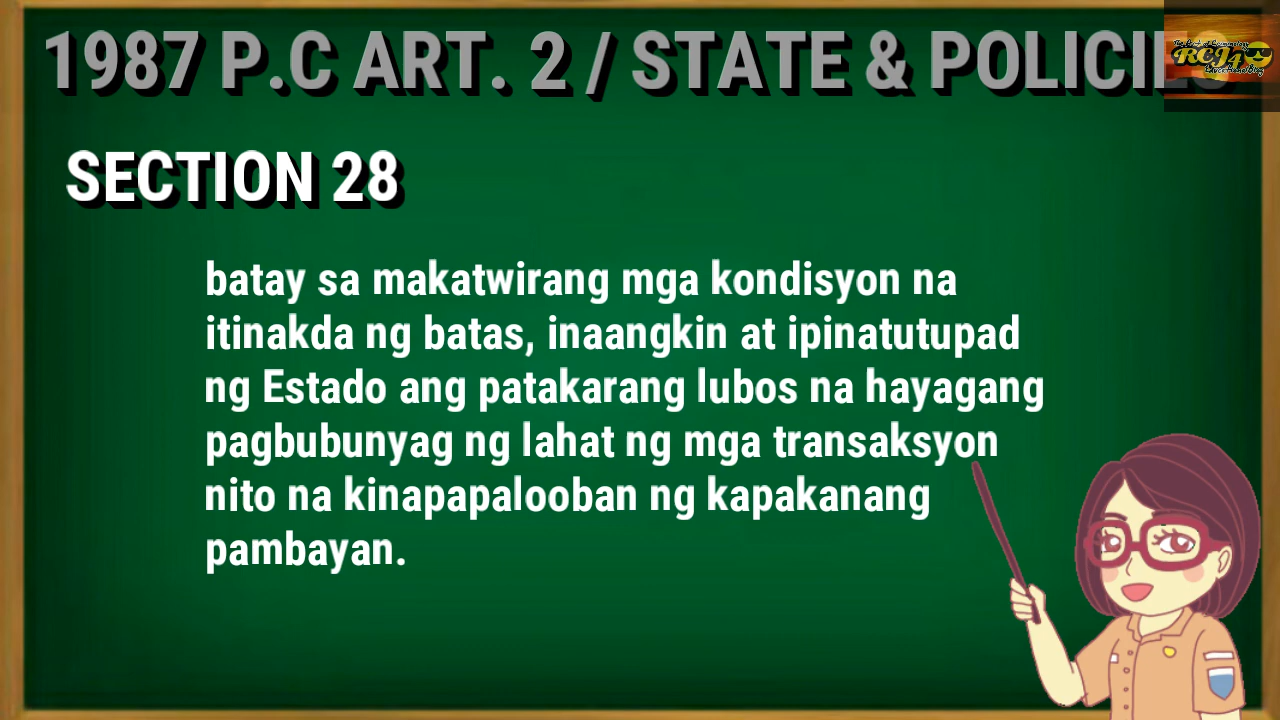 1987 P.C ART. 2 / STATE & POLICIES
RCJ4
SECTION 28
batay sa makatwirang mga kondisyon na
itinakda ng batas, inaangkin at ipinatutupad
ng Estado ang patakarang lubos na hayagang
pagbubunyag ng lahat ng mga transaksyon
nito na kinapapalooban ng kapakanang
pambayan.